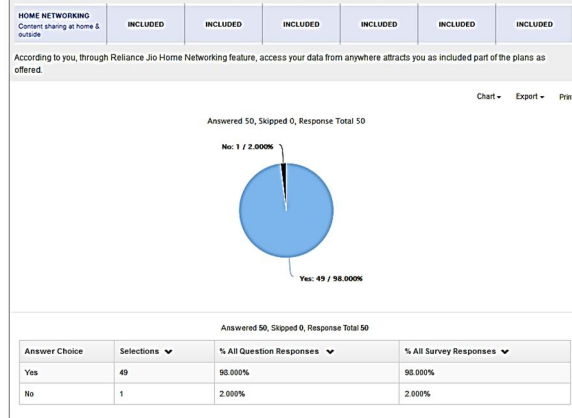 HOME NETWORKING
Content sharing at home &
outside
INCLUDED INCLUDED INCLUDED INCLUDED INCLUDED INCLUDED
According to you, through Reliance Jio Home Networking feature, access your data from anywhere attracts you as included part of the plans as
offered.
Chart Export Prin
Answered 50, Skipped 0, Response Total 50
No: 1 / 2.000%
Yes: 49 / 98.000%
Answered 50, Skipped 0, Response Total 50
Answer Choice Selections % All Question Responses % All Survey Responses
Yes 49 98.000% 98.000%
No 1 2.000% 2.000%